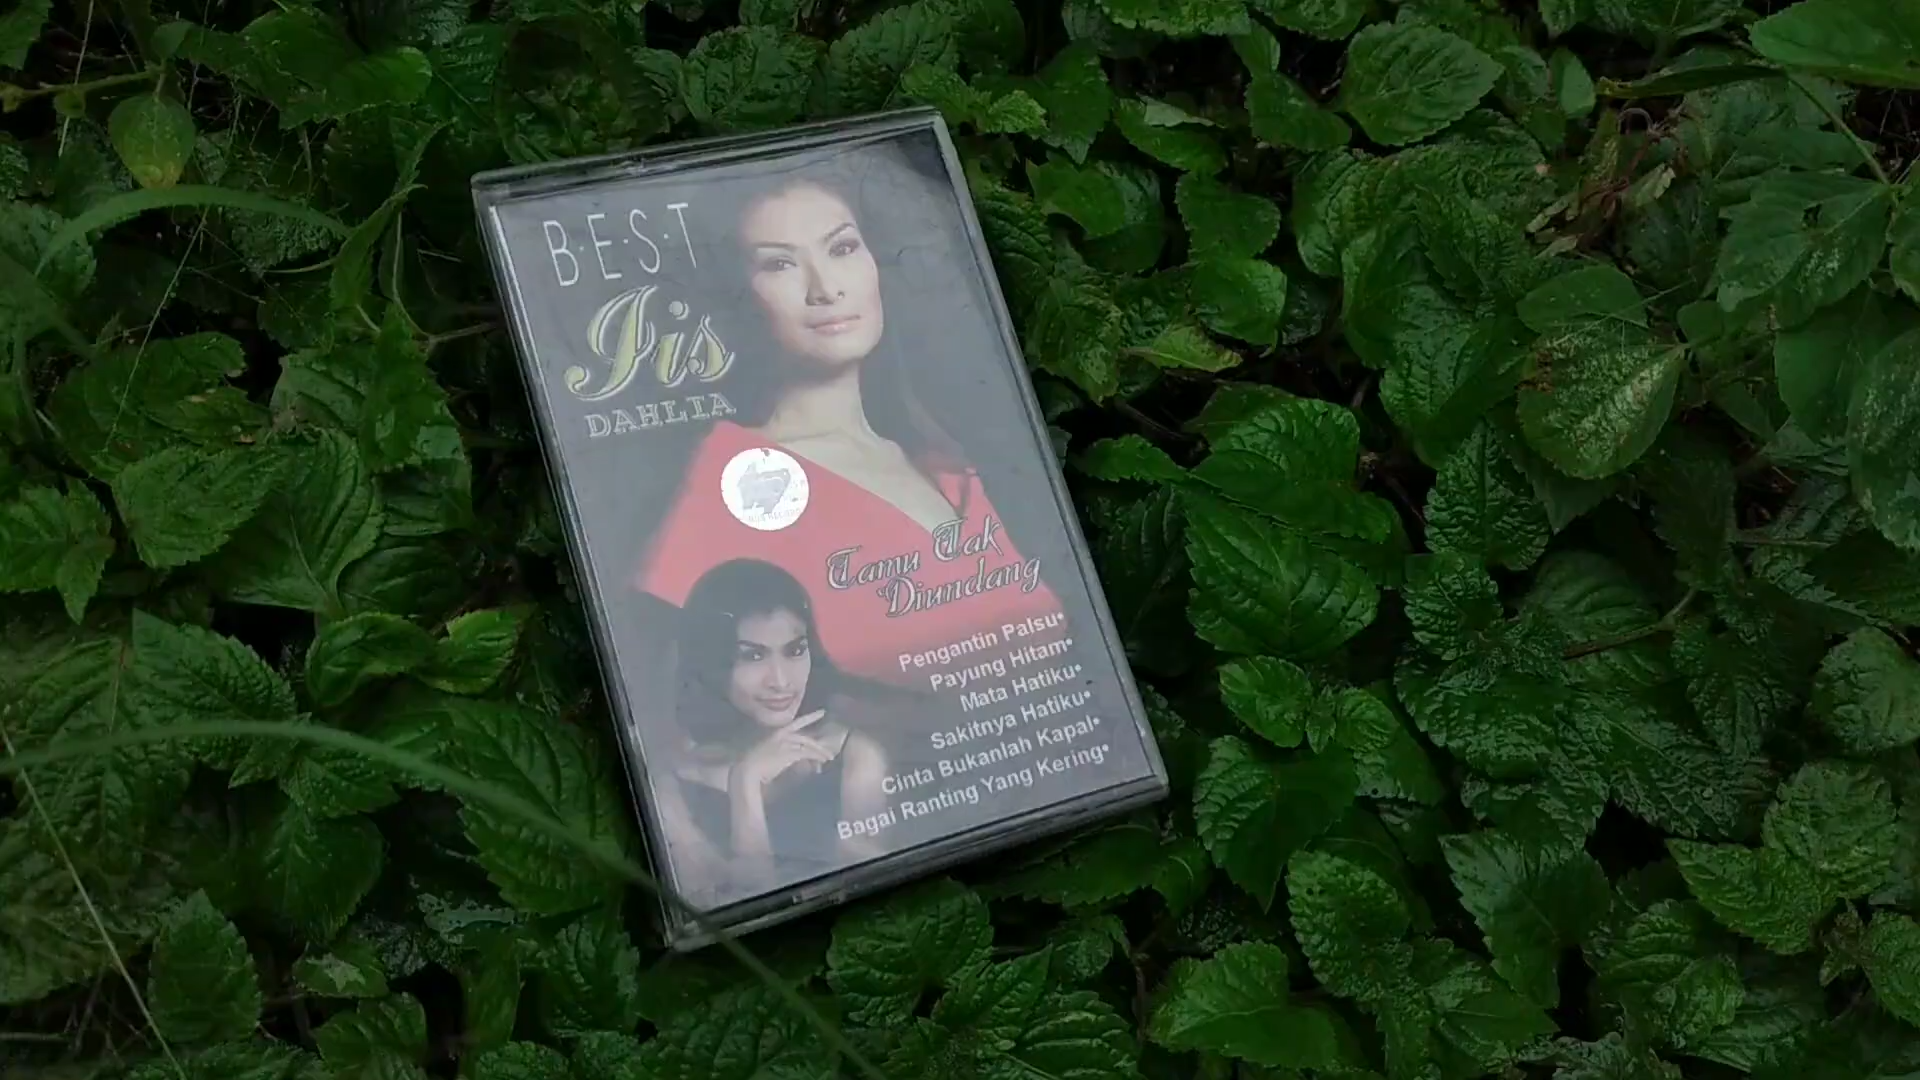 B·E·S·T
Iis
DAHLIA
Tamu Tak
Diundang
Pengantin Palsu•
Payung Hitam•
Mata Hatiku•
Sakitnya Hatiku•
Cinta Bukanlah Kapal•
Bagai Ranting Yang Kering•